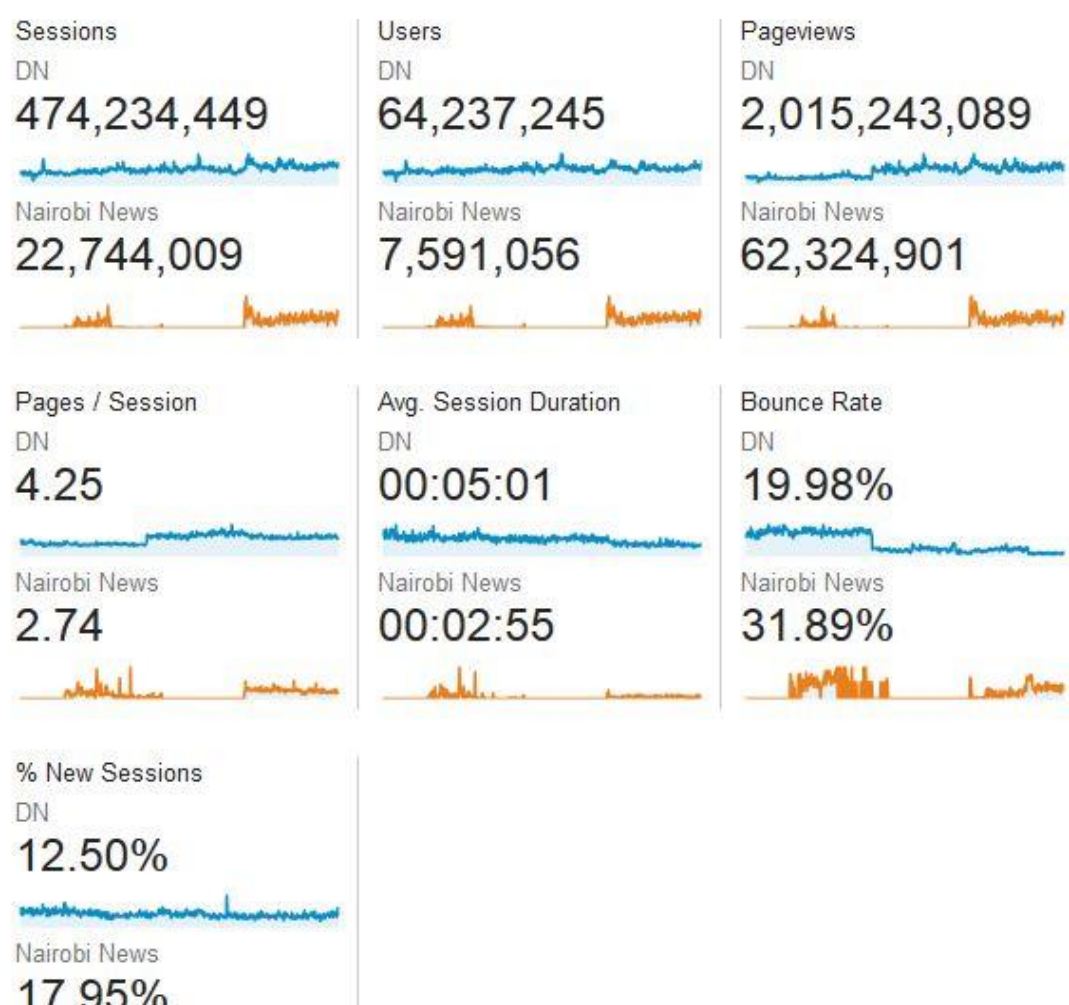 Sessions
DN
474,234,449
Nairobi News
22,744,009
Users
DN
64,237,245
Nairobi News
7,591,056
Pageviews
DN
2,015,243,089
Nairobi News
62,324,901
Pages / Session
DN
4.25
Nairobi News
2.74
Avg. Session Duration
DN
00:05:01
Nairobi News
00:02:55
Bounce Rate
DN
19.98%
Nairobi News
31.89%
% New Sessions
DN
12.50%
Nairobi News
17.95%